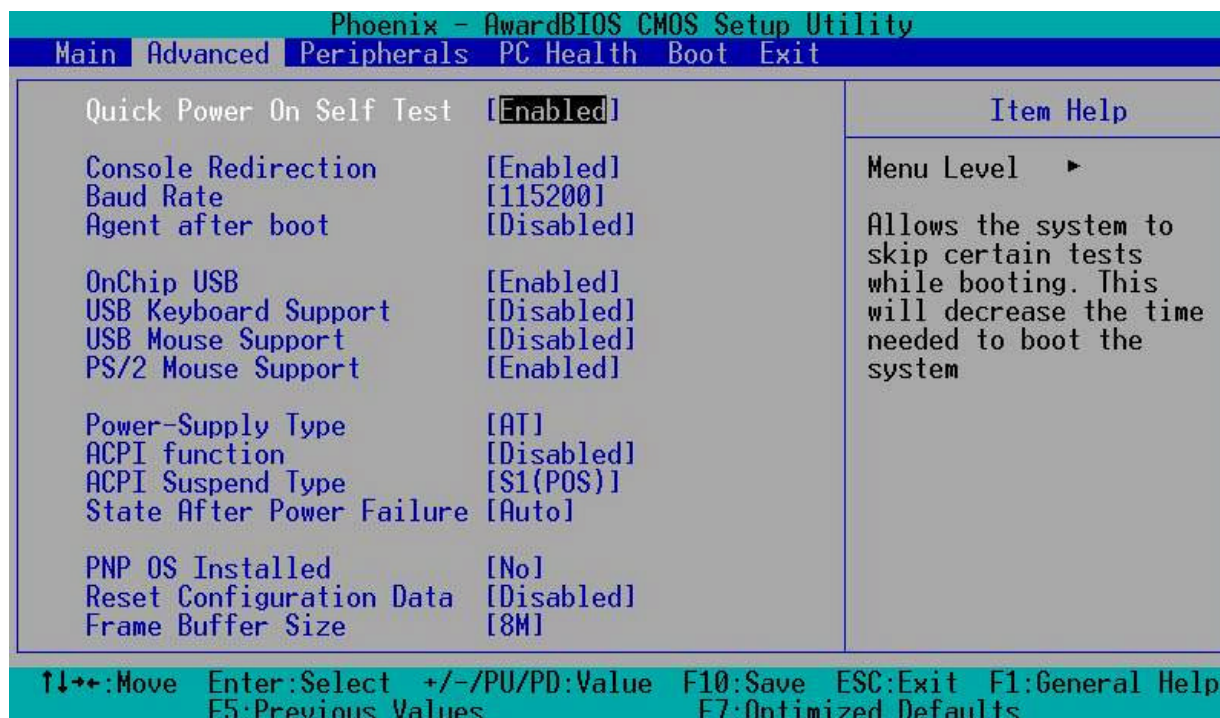 Phoenix - AwardBIOS CMOS Setup Utility
Main Advanced Peripherals PC Health Boot Exit
Quick Power On Self Test [Enabled]
Console Redirection [Enabled]
Baud Rate [115200]
Agent after boot [Disabled]
OnChip USB [Enabled]
USB Keyboard Support [Disabled]
USB Mouse Support [Disabled]
PS/2 Mouse Support [Enabled]
Power-Supply Type [AT]
ACPI function [Disabled]
ACPI Suspend Type [S1(POS)]
State After Power Failure [Auto]
PNP OS Installed [No]
Reset Configuration Data [Disabled]
Frame Buffer Size [8M]
Item Help
Menu Level ►
Allows the system to
skip certain tests
while booting. This
will decrease the time
needed to boot the
system
↑↓→←:Move Enter:Select +/-/PU/PD:Value F10:Save ESC:Exit F1:General Help
F5:Previous Values F7:Optimized Defaults